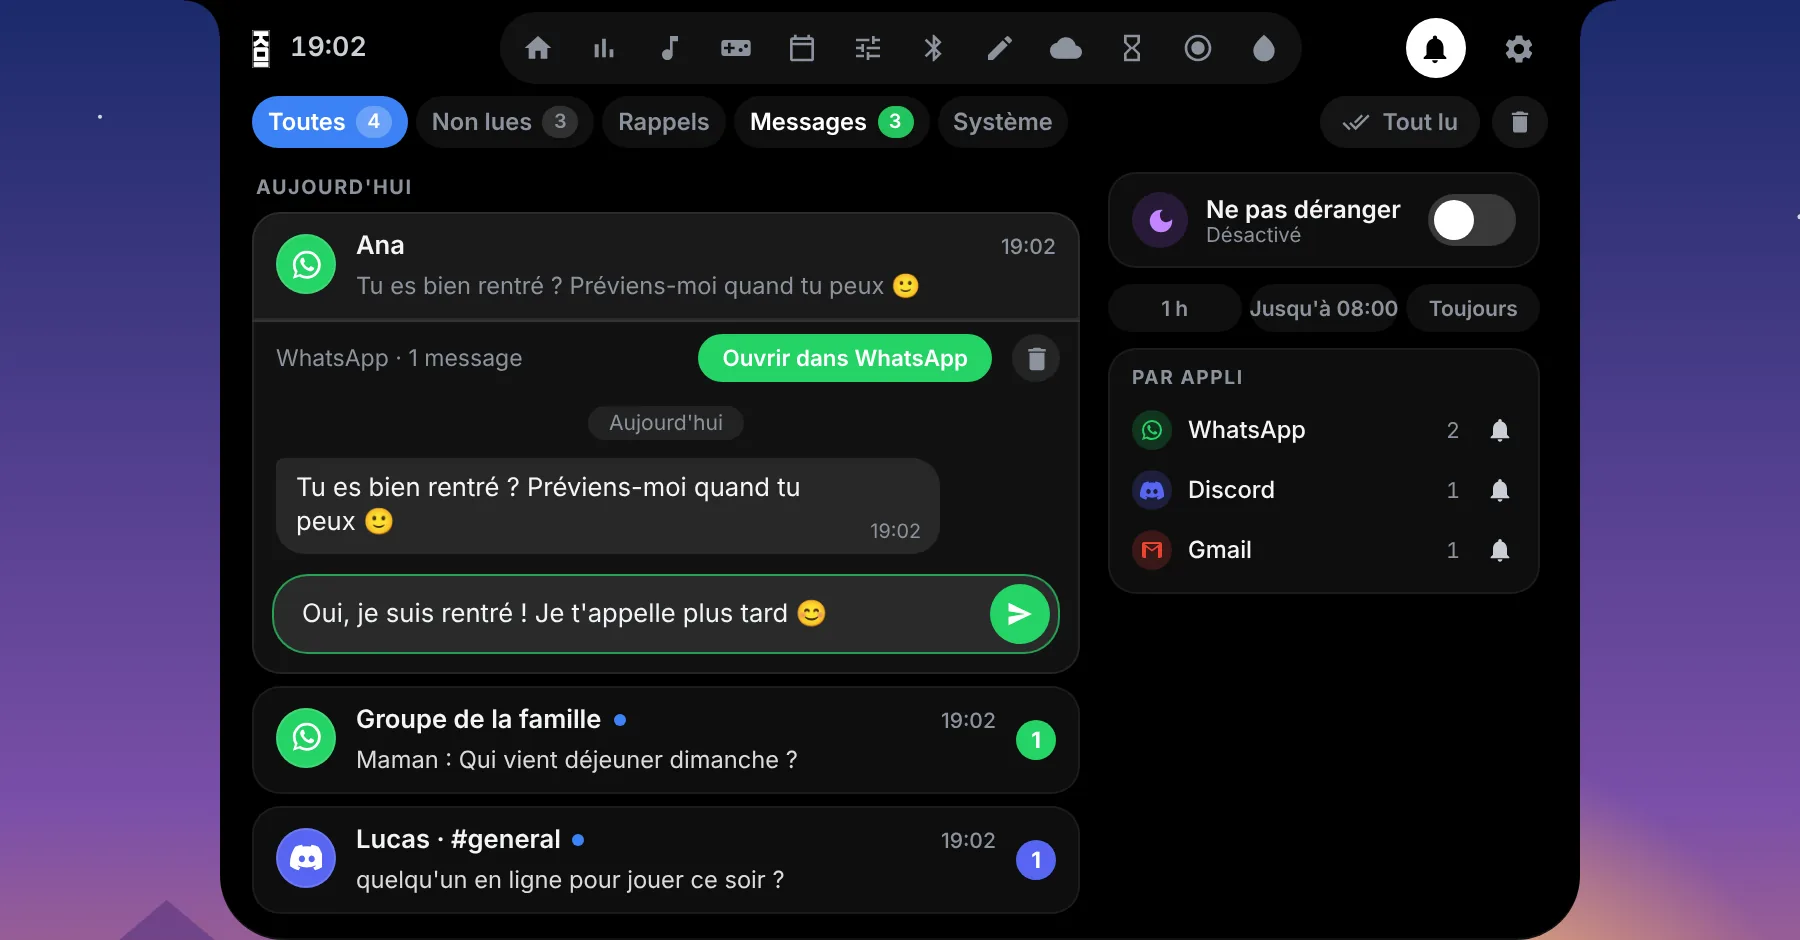 19:02
Toutes 4
Non lues 3
Rappels
Messages 3
Système
Tout lu
AUJOURD'HUI
Ana
19:02
Tu es bien rentré ? Préviens-moi quand tu peux 🙂
WhatsApp · 1 message
Ouvrir dans WhatsApp
Aujourd'hui
Tu es bien rentré ? Préviens-moi quand tu
peux 🙂
19:02
Oui, je suis rentré ! Je t'appelle plus tard 😊
Groupe de la famille
19:02
Maman : Qui vient déjeuner dimanche ?
1
Lucas · #general
19:02
quelqu'un en ligne pour jouer ce soir ?
1
Ne pas déranger
Désactivé
1 h
Jusqu'à 08:00
Toujours
PAR APPLI
WhatsApp 2
Discord 1
Gmail 1